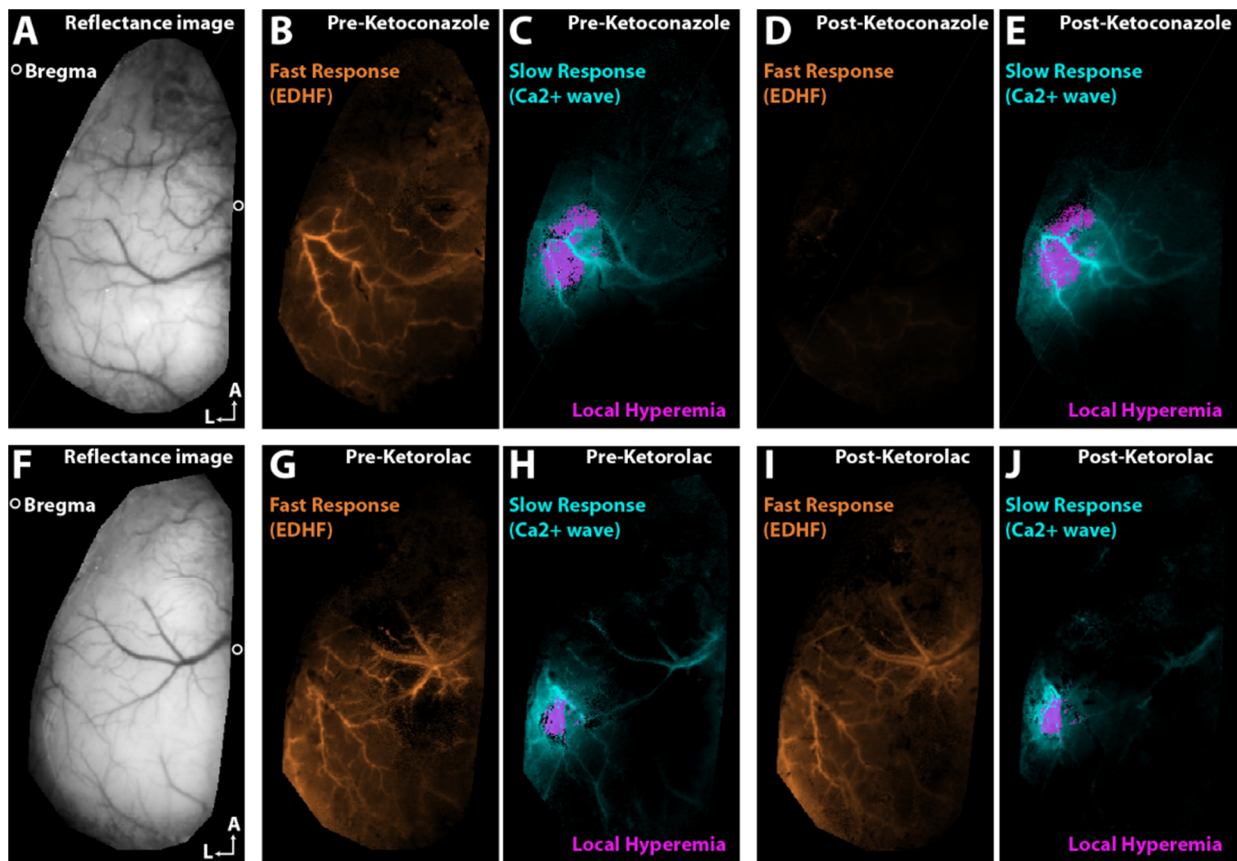 A
Reflectance image
Bregma
A
L
B
Pre-Ketoconazole
Fast Response
(EDHF)
C
Pre-Ketoconazole
Slow Response
(Ca2+ wave)
Local Hyperemia
D
Post-Ketoconazole
Fast Response
(EDHF)
E
Post-Ketoconazole
Slow Response
(Ca2+ wave)
Local Hyperemia
F
Reflectance image
Bregma
A
L
G
Pre-Ketorolac
Fast Response
(EDHF)
H
Pre-Ketorolac
Slow Response
(Ca2+ wave)
Local Hyperemia
I
Post-Ketorolac
Fast Response
(EDHF)
J
Post-Ketorolac
Slow Response
(Ca2+ wave)
Local Hyperemia